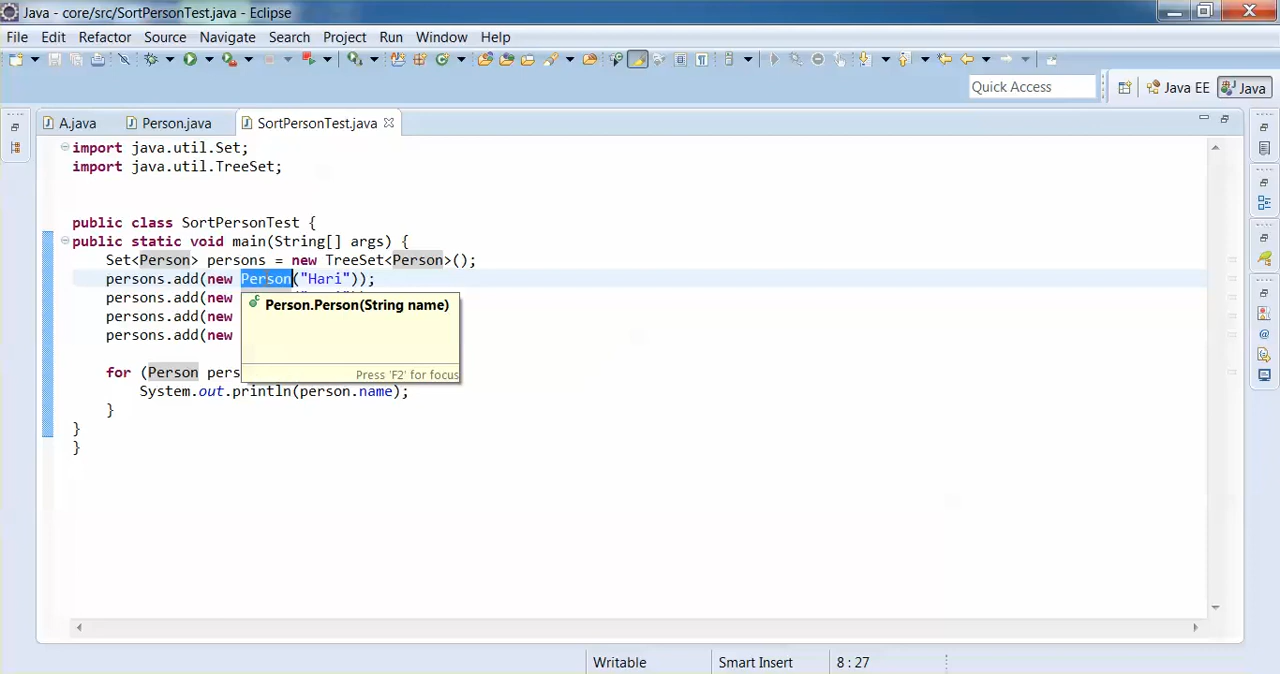 Java - core/src/SortPersonTest.java - Eclipse
File Edit Refactor Source Navigate Search Project Run Window Help
Quick Access
Java EE
Java
A.java
Person.java
SortPersonTest.java
import java.util.Set;
import java.util.TreeSet;
public class SortPersonTest {
public static void main(String[] args) {
Set<Person> persons = new TreeSet<Person>();
persons.add(new Person("Hari"));
persons.add(new
Person.Person(String name)
persons.add(new
persons.add(new
for (Person pers
Press 'F2' for focus
System.out.println(person.name);
}
}
}
Writable
Smart Insert
8 : 27